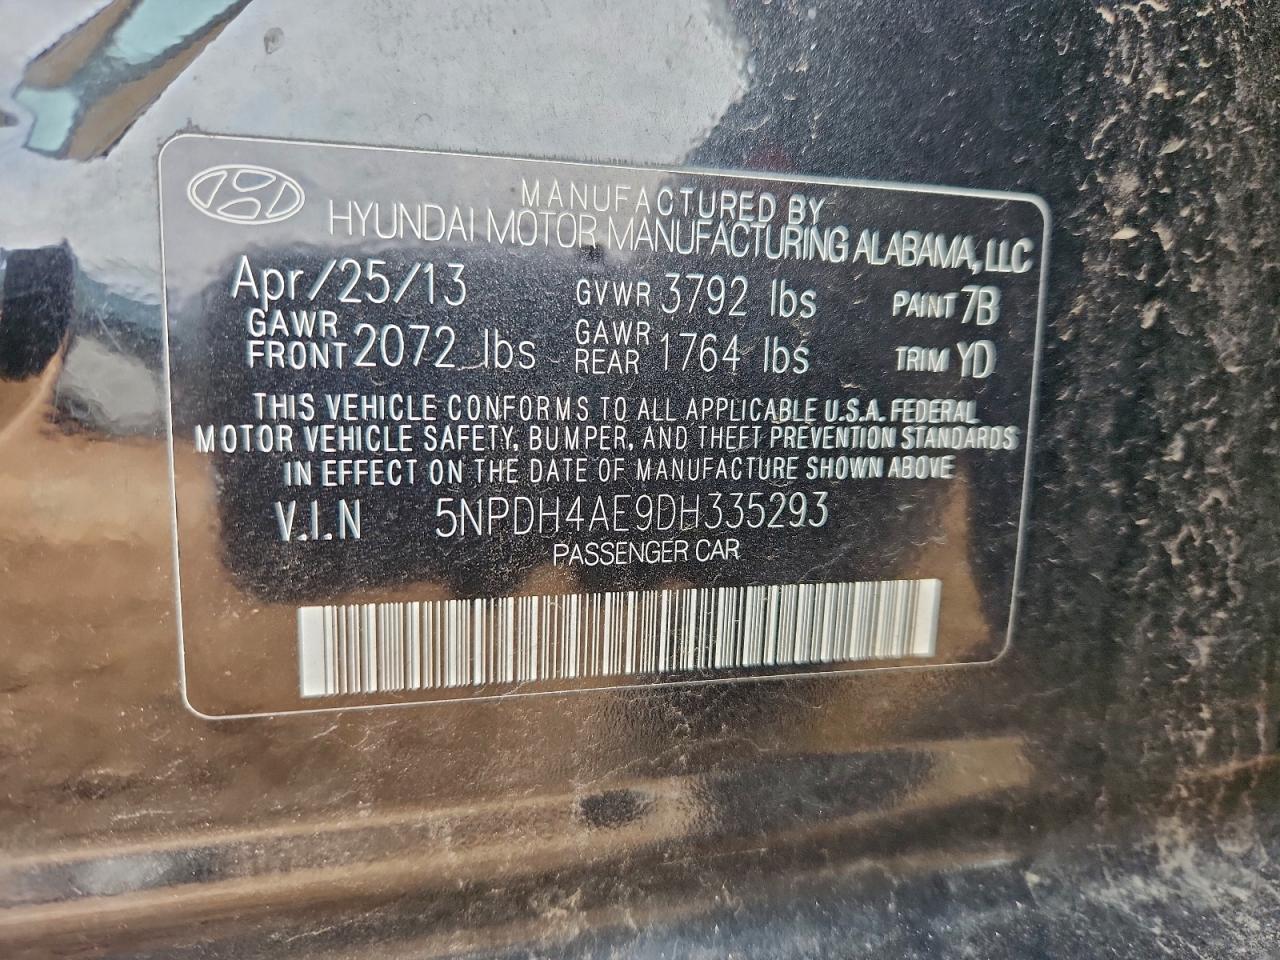 MANUFACTURED BY
HYUNDAI MOTOR MANUFACTURING ALABAMA, LLC
Apr/25/13 GVWR 3792 lbs PAINT 7B
GAWR FRONT 2072 lbs GAWR REAR 1764 lbs TRIM YD
THIS VEHICLE CONFORMS TO ALL APPLICABLE U.S.A. FEDERAL
MOTOR VEHICLE SAFETY, BUMPER, AND THEFT PREVENTION STANDARDS
IN EFFECT ON THE DATE OF MANUFACTURE SHOWN ABOVE
V.I.N 5NPDH4AE9DH335293
PASSENGER CAR